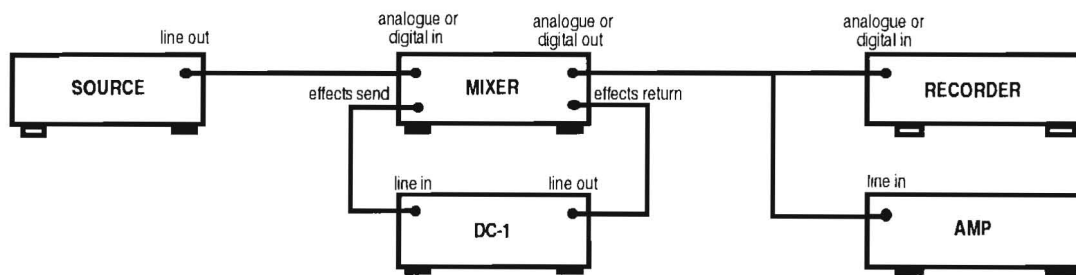 line out
SOURCE
analogue or
digital in
analogue or
digital out
MIXER
effects send
effects return
line in
line out
DC-1
analogue or
digital in
RECORDER
line in
AMP